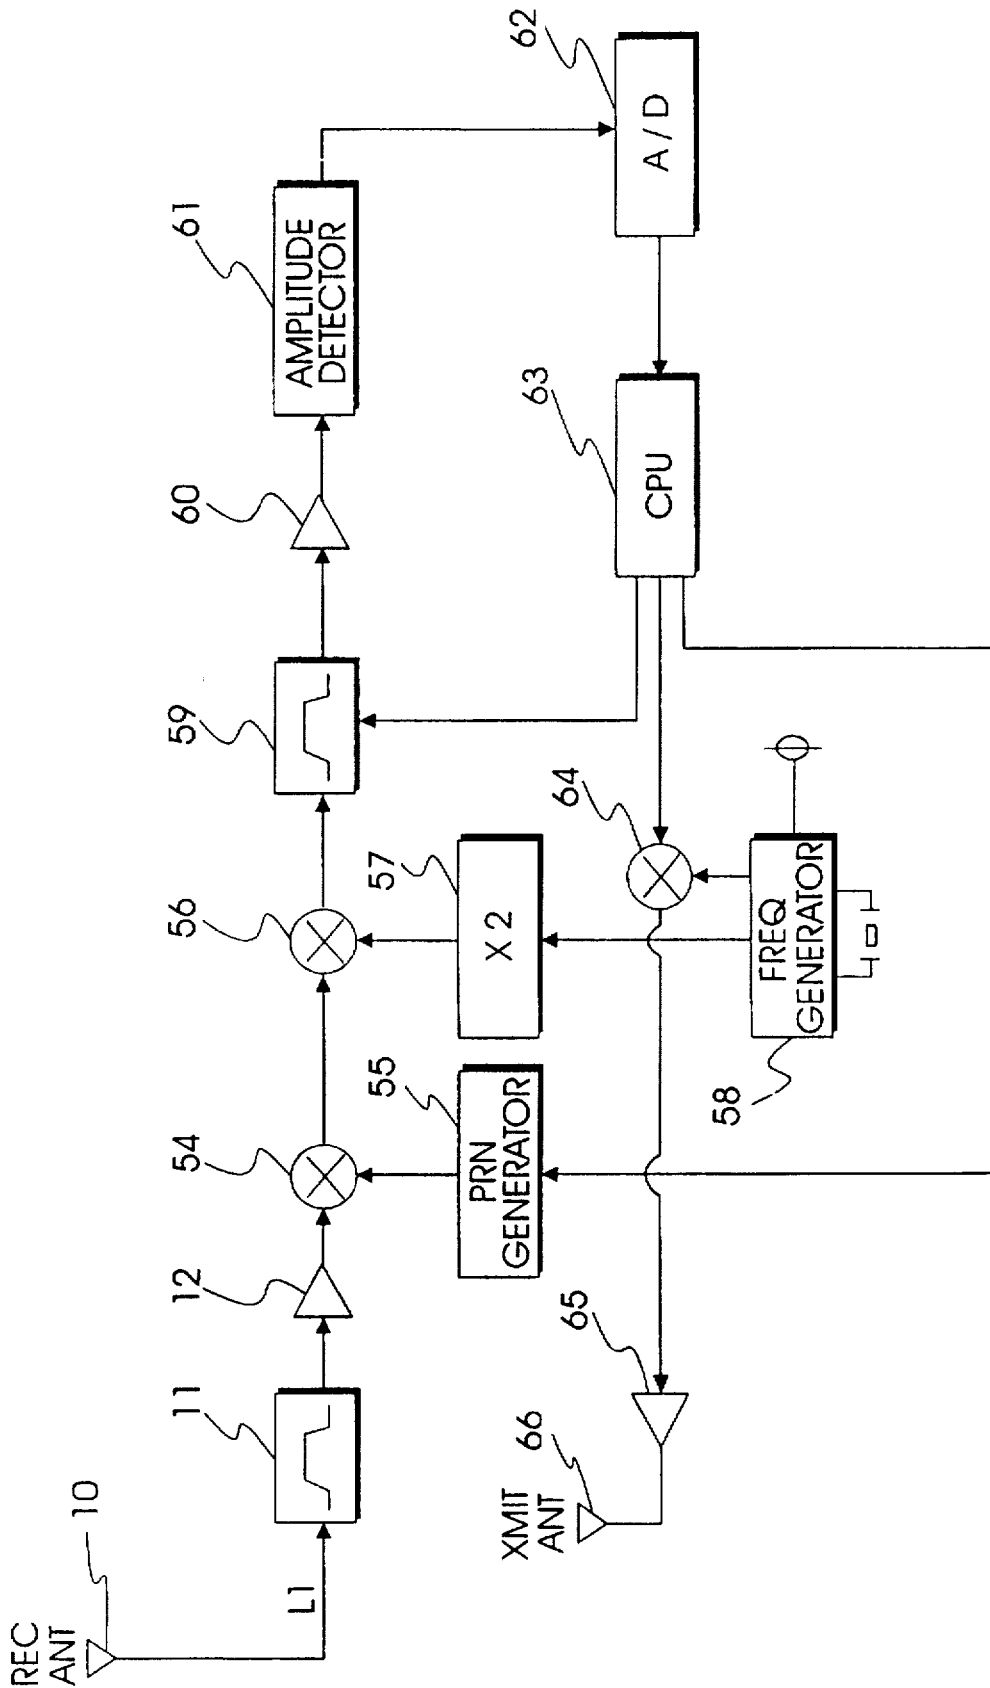 REC
ANT
10
L1
11
12
54
56
59
60
61
AMPLITUDE
DETECTOR
PRN
GENERATOR
55
X 2
57
62
A / D
63
CPU
64
FREQ
GENERATOR
58
65
XMIT
ANT
66